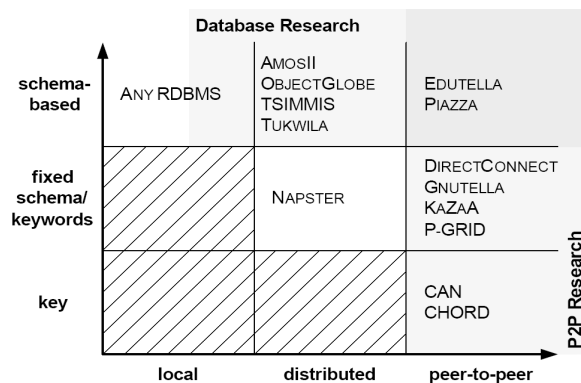 Database Research
schema-based
ANY RDBMS
AMOSII
OBJECTGLOBE
TSIMMIS
TUKWILA
EDUTELLA
PIAZZA
fixed
schema/
keywords
NAPSTER
DIRECTCONNECT
GNUTELLA
KAZAA
P-GRID
key
CAN
CHORD
P2P Research
local
distributed
peer-to-peer